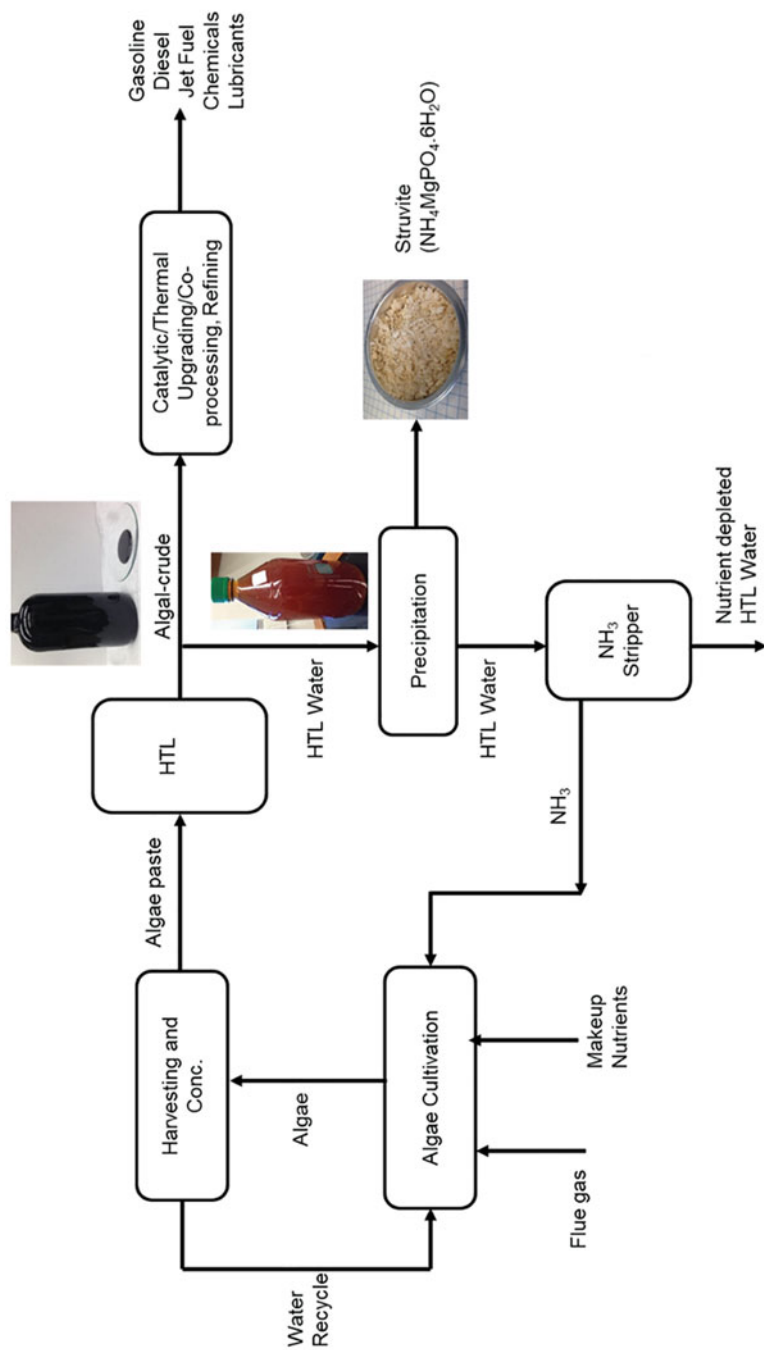 Gasoline
Diesel
Jet Fuel
Chemicals
Lubricants
Catalytic/Thermal
Upgrading/Co-
processing, Refining
Algal-crude
HTL
Algae paste
Harvesting and
Conc.
Water
Recycle
Algae
Algae Cultivation
Flue gas
Makeup
Nutrients
NH₃
HTL Water
Precipitation
Struvite
(NH₄MgPO₄.6H₂O)
HTL Water
NH₃
Stripper
Nutrient depleted
HTL Water